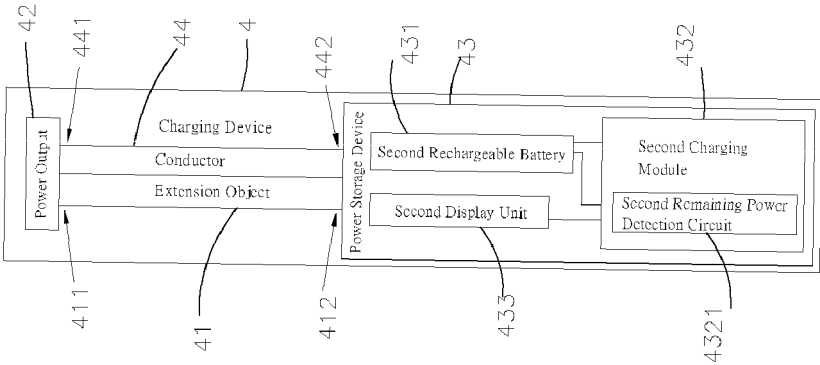 42
441
44
4
442
431
43
432
Power Output
Charging Device
Conductor
Extension Object
Power Storage Device
Second Rechargeable Battery
Second Display Unit
Second Charging
Module
Second Remaining Power
Detection Circuit
411
41
412
433
4321